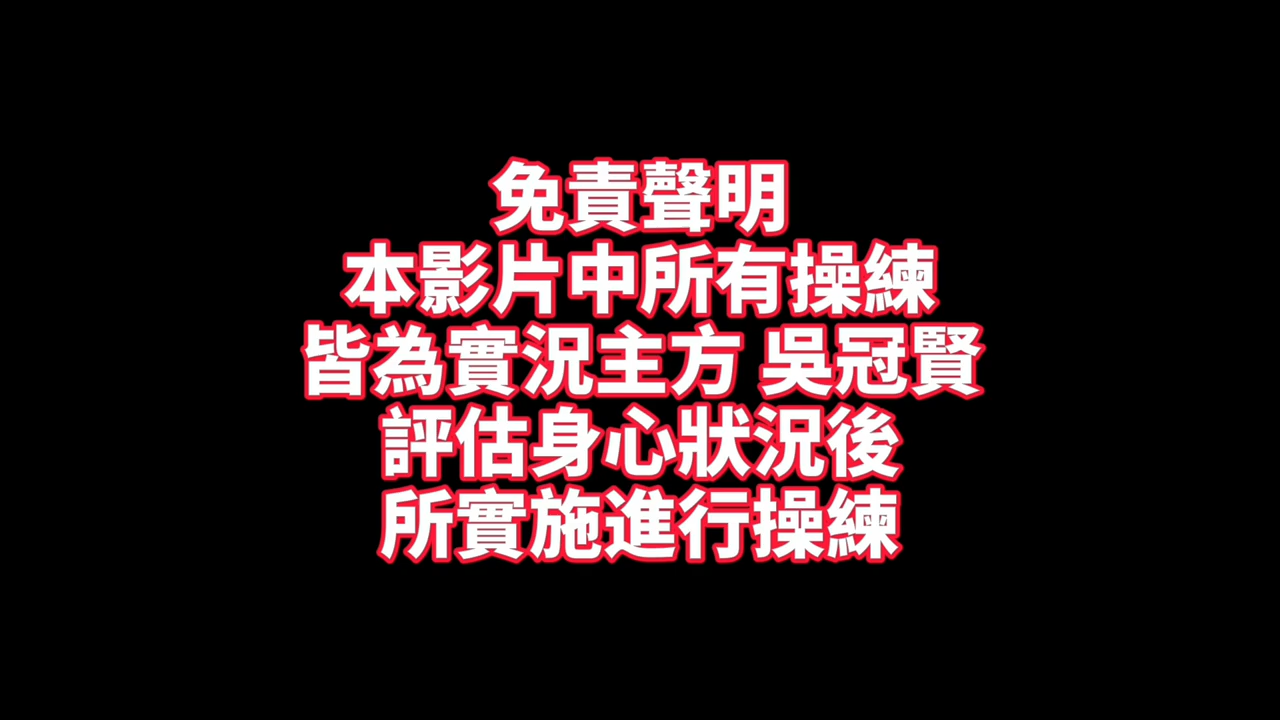 免責聲明
本影片中所有操練
皆為實況主方 吳冠賢
評估身心狀況後
所實施進行操練